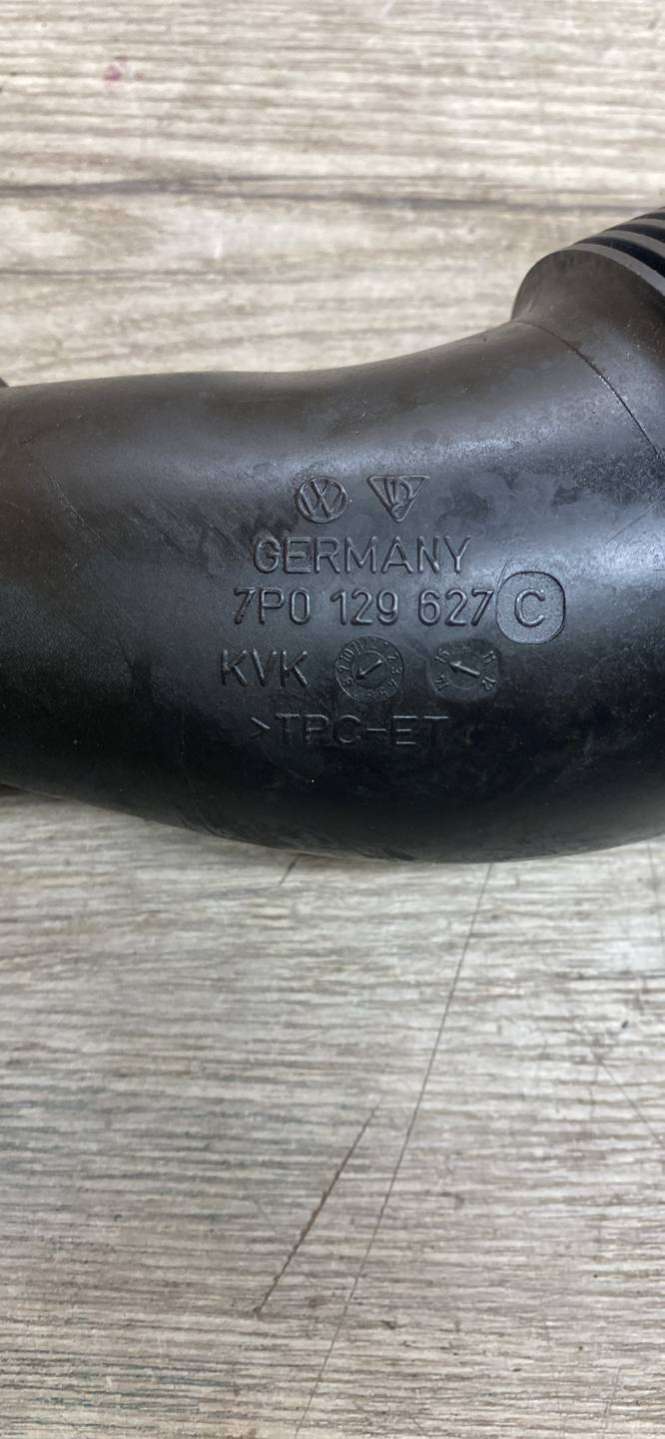 GERMANY
7P0 129 627 C
KVK
>TPC-ET